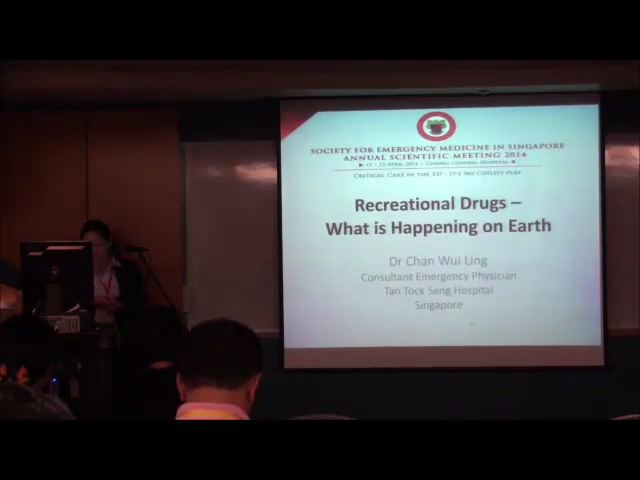 SOCIETY FOR EMERGENCY MEDICINE IN SINGAPORE
ANNUAL SCIENTIFIC MEETING 2014
CRITICAL CARE IN THE ED - IT'S NO CHILD'S PLAY
Recreational Drugs –
What is Happening on Earth
Dr Chan Wui Ling
Consultant Emergency Physician
Tan Tock Seng Hospital
Singapore